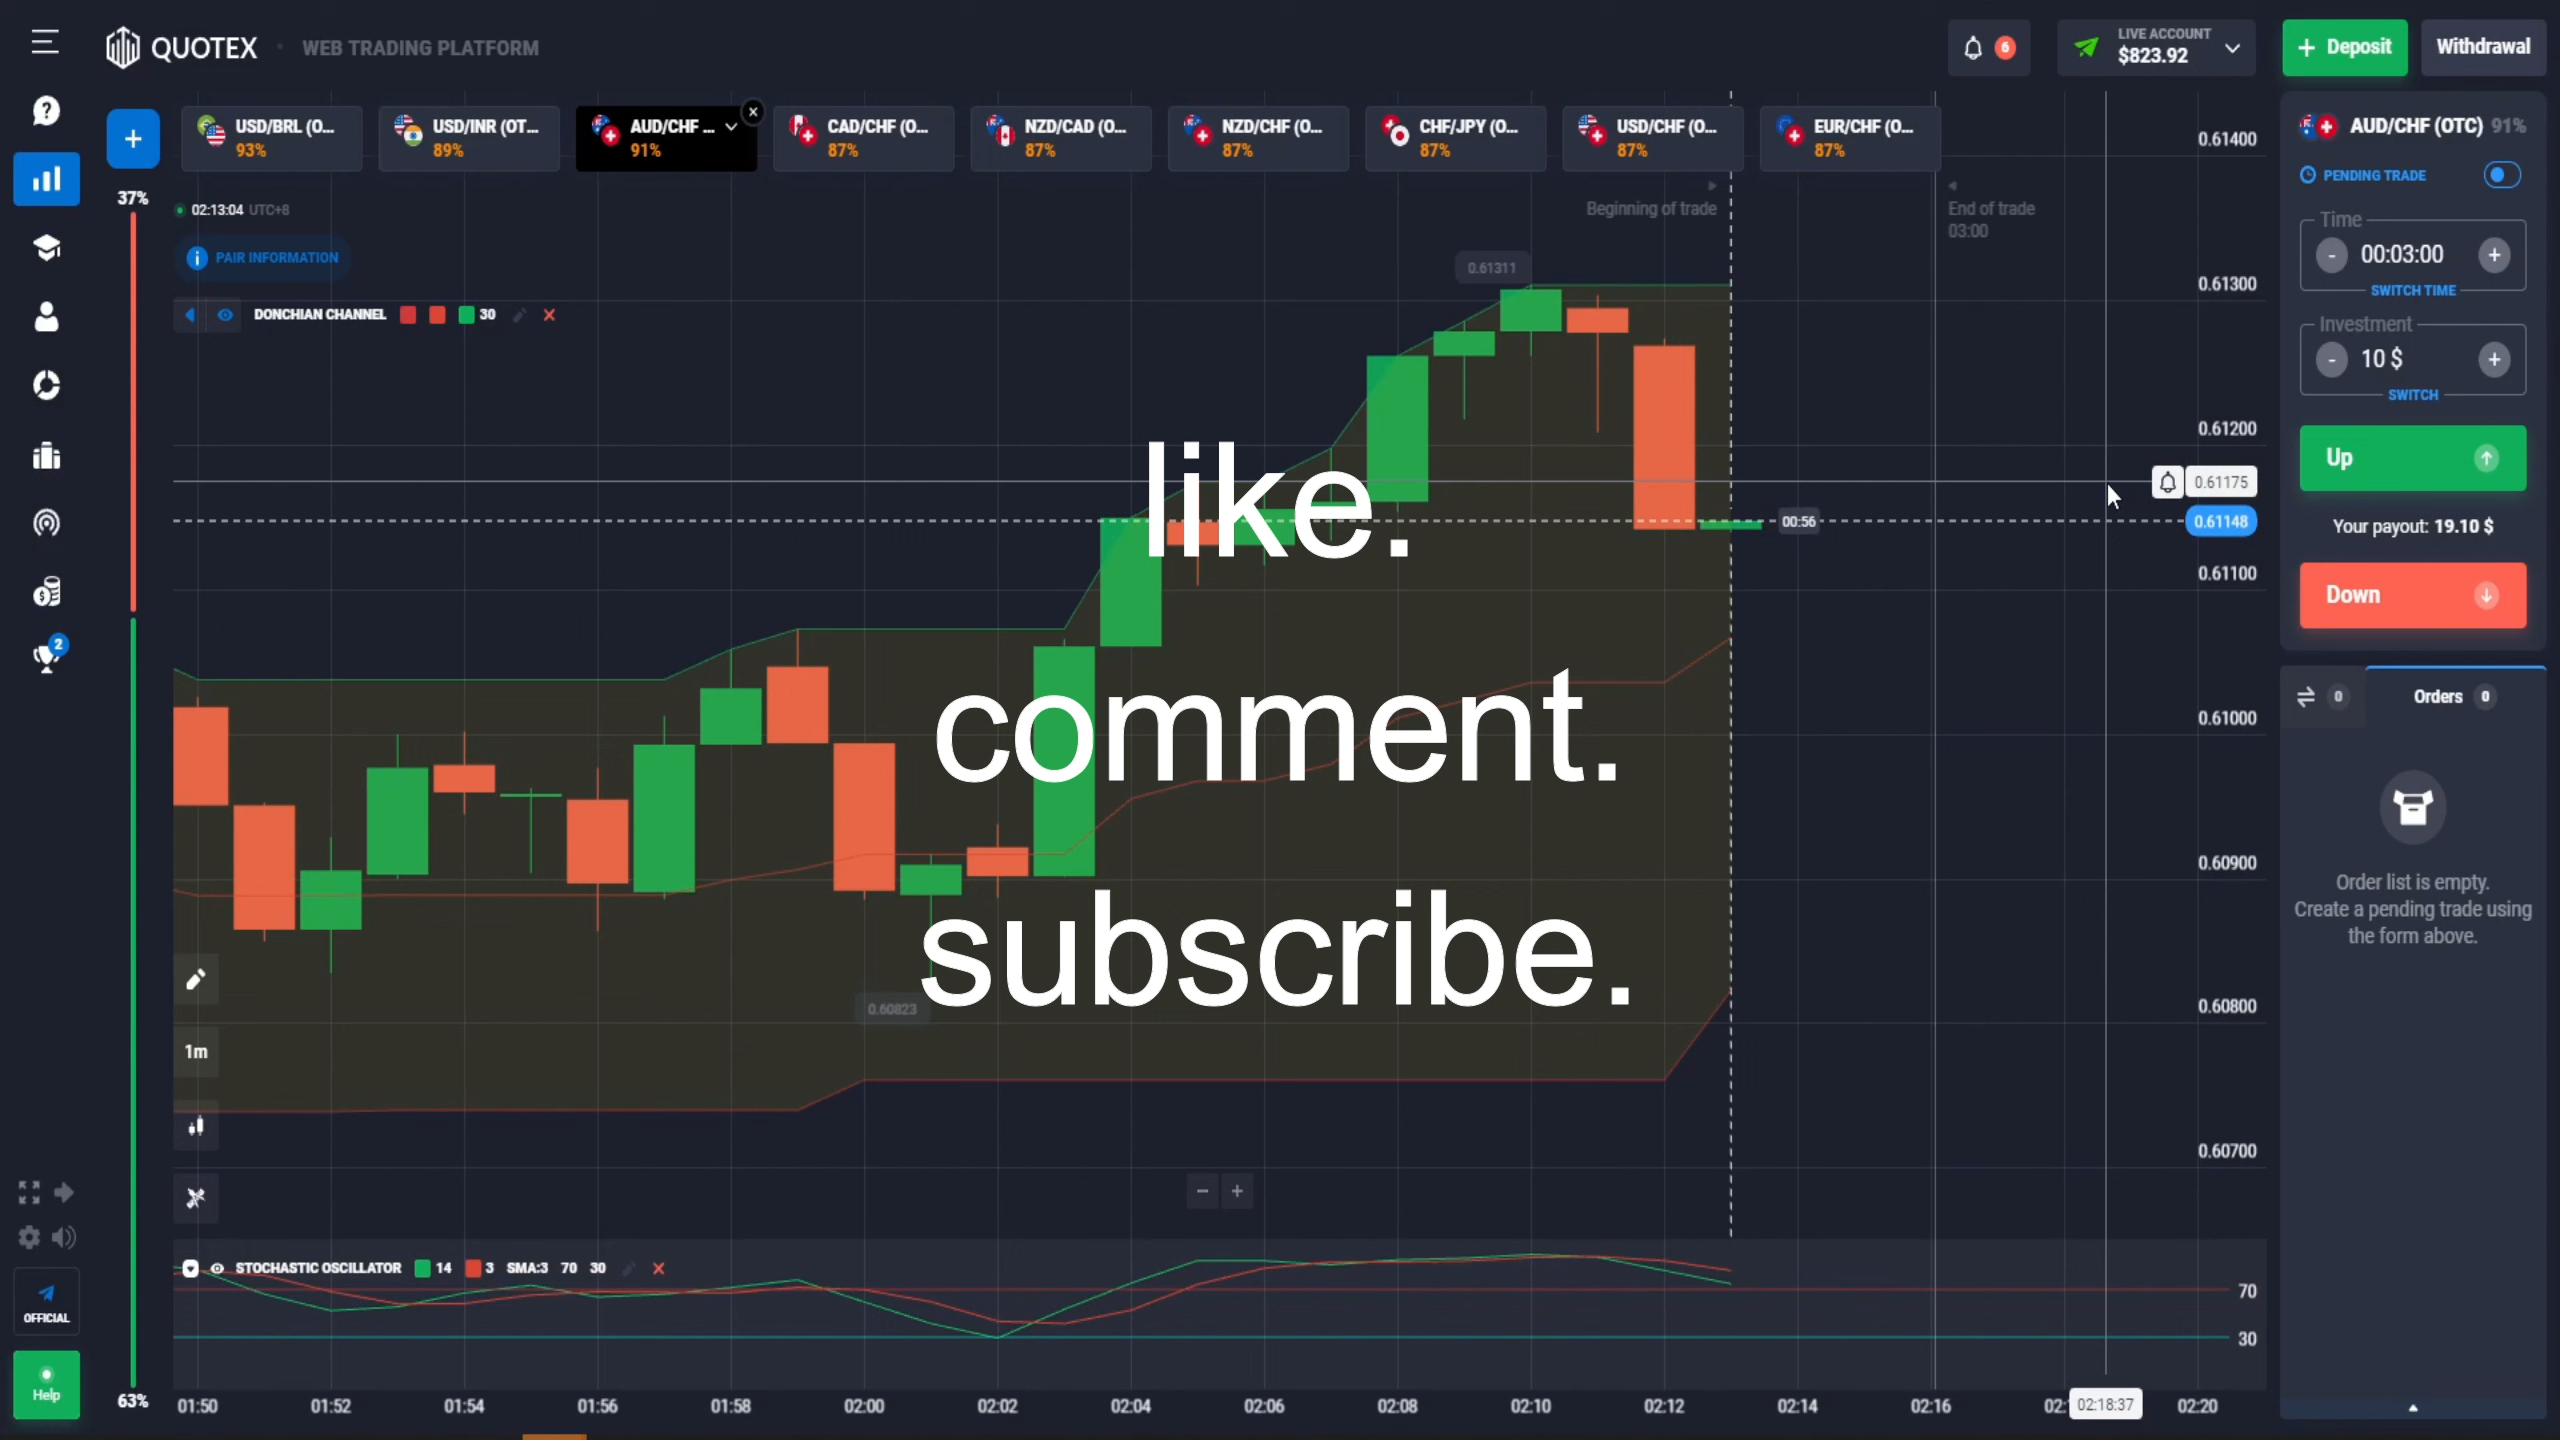 QUOTEX
WEB TRADING PLATFORM
6
LIVE ACCOUNT
$823.92
+ Deposit
Withdrawal
+
USD/BRL (O...
93%
USD/INR (OT...
89%
AUD/CHF ...
91%
CAD/CHF (O...
87%
NZD/CAD (O...
87%
NZD/CHF (O...
87%
CHF/JPY (O...
87%
USD/CHF (O...
87%
EUR/CHF (O...
87%
AUD/CHF (OTC) 91%
PENDING TRADE
Time
- 00:03:00 +
SWITCH TIME
Investment
- 10 $ +
SWITCH
Up
Your payout: 19.10 $
Down
0
Orders 0
Order list is empty.
Create a pending trade using
the form above.
37%
02:13:04 UTC+8
PAIR INFORMATION
DONCHIAN CHANNEL 30
Beginning of trade
End of trade
03:00
0.61311
00:56
0.60823
like.
comment.
subscribe.
0.61400
0.61300
0.61200
0.61175
0.61148
0.61100
0.61000
0.60900
0.60800
0.60700
1m
- +
STOCHASTIC OSCILLATOR 14 3 SMA:3 70 30
70
30
2
OFFICIAL
Help
63%
01:50 01:52 01:54 01:56 01:58 02:00 02:02 02:04 02:06 02:08 02:10 02:12 02:14 02:16 02: 02:18:37 02:20